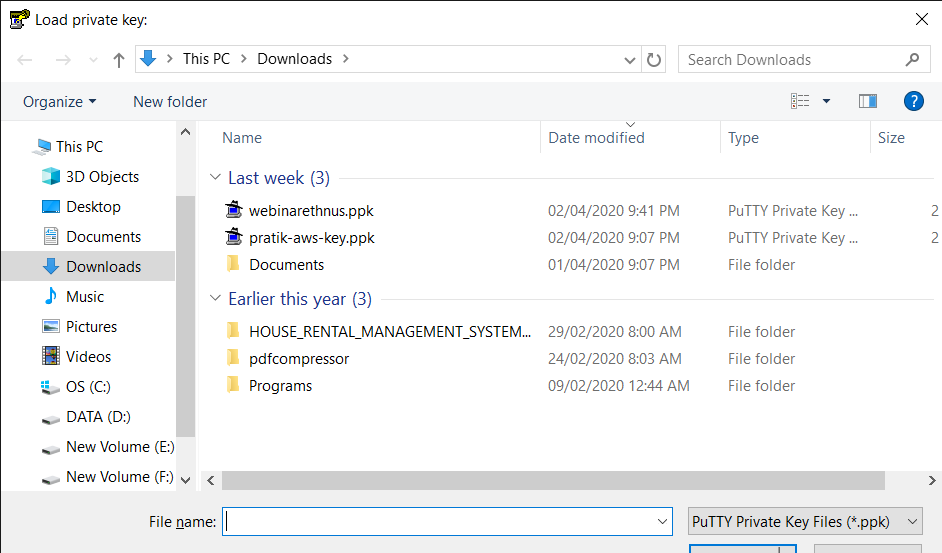 Load private key:
This PC > Downloads >
Search Downloads
Organize
New folder
?
Name
Date modified
Type
Size
This PC
3D Objects
Desktop
Documents
Downloads
Music
Pictures
Videos
OS (C:)
DATA (D:)
New Volume (E:)
New Volume (F:)
Last week (3)
webinarethnus.ppk 02/04/2020 9:41 PM PuTTY Private Key ... 2
pratik-aws-key.ppk 02/04/2020 9:07 PM PuTTY Private Key ... 2
Documents 01/04/2020 9:07 PM File folder
Earlier this year (3)
HOUSE_RENTAL_MANAGEMENT_SYSTEM... 29/02/2020 8:00 AM File folder
pdfcompressor 24/02/2020 8:03 AM File folder
Programs 09/02/2020 12:44 AM File folder
File name:
PuTTY Private Key Files (*.ppk)